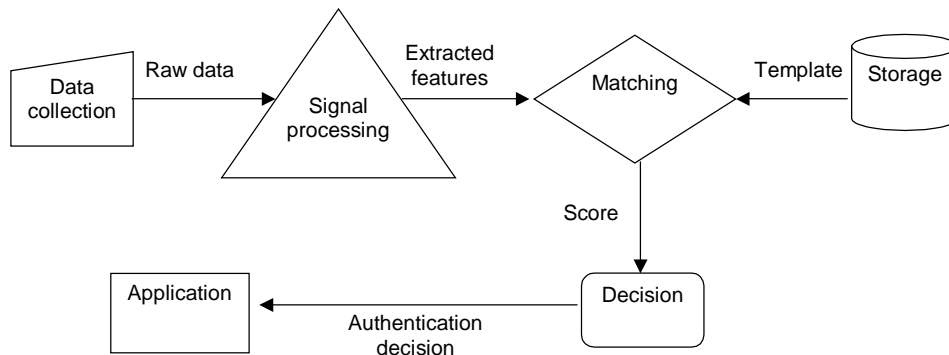 Data
collection
Raw data
Signal
processing
Extracted
features
Matching
Template
Storage
Score
Decision
Authentication
decision
Application